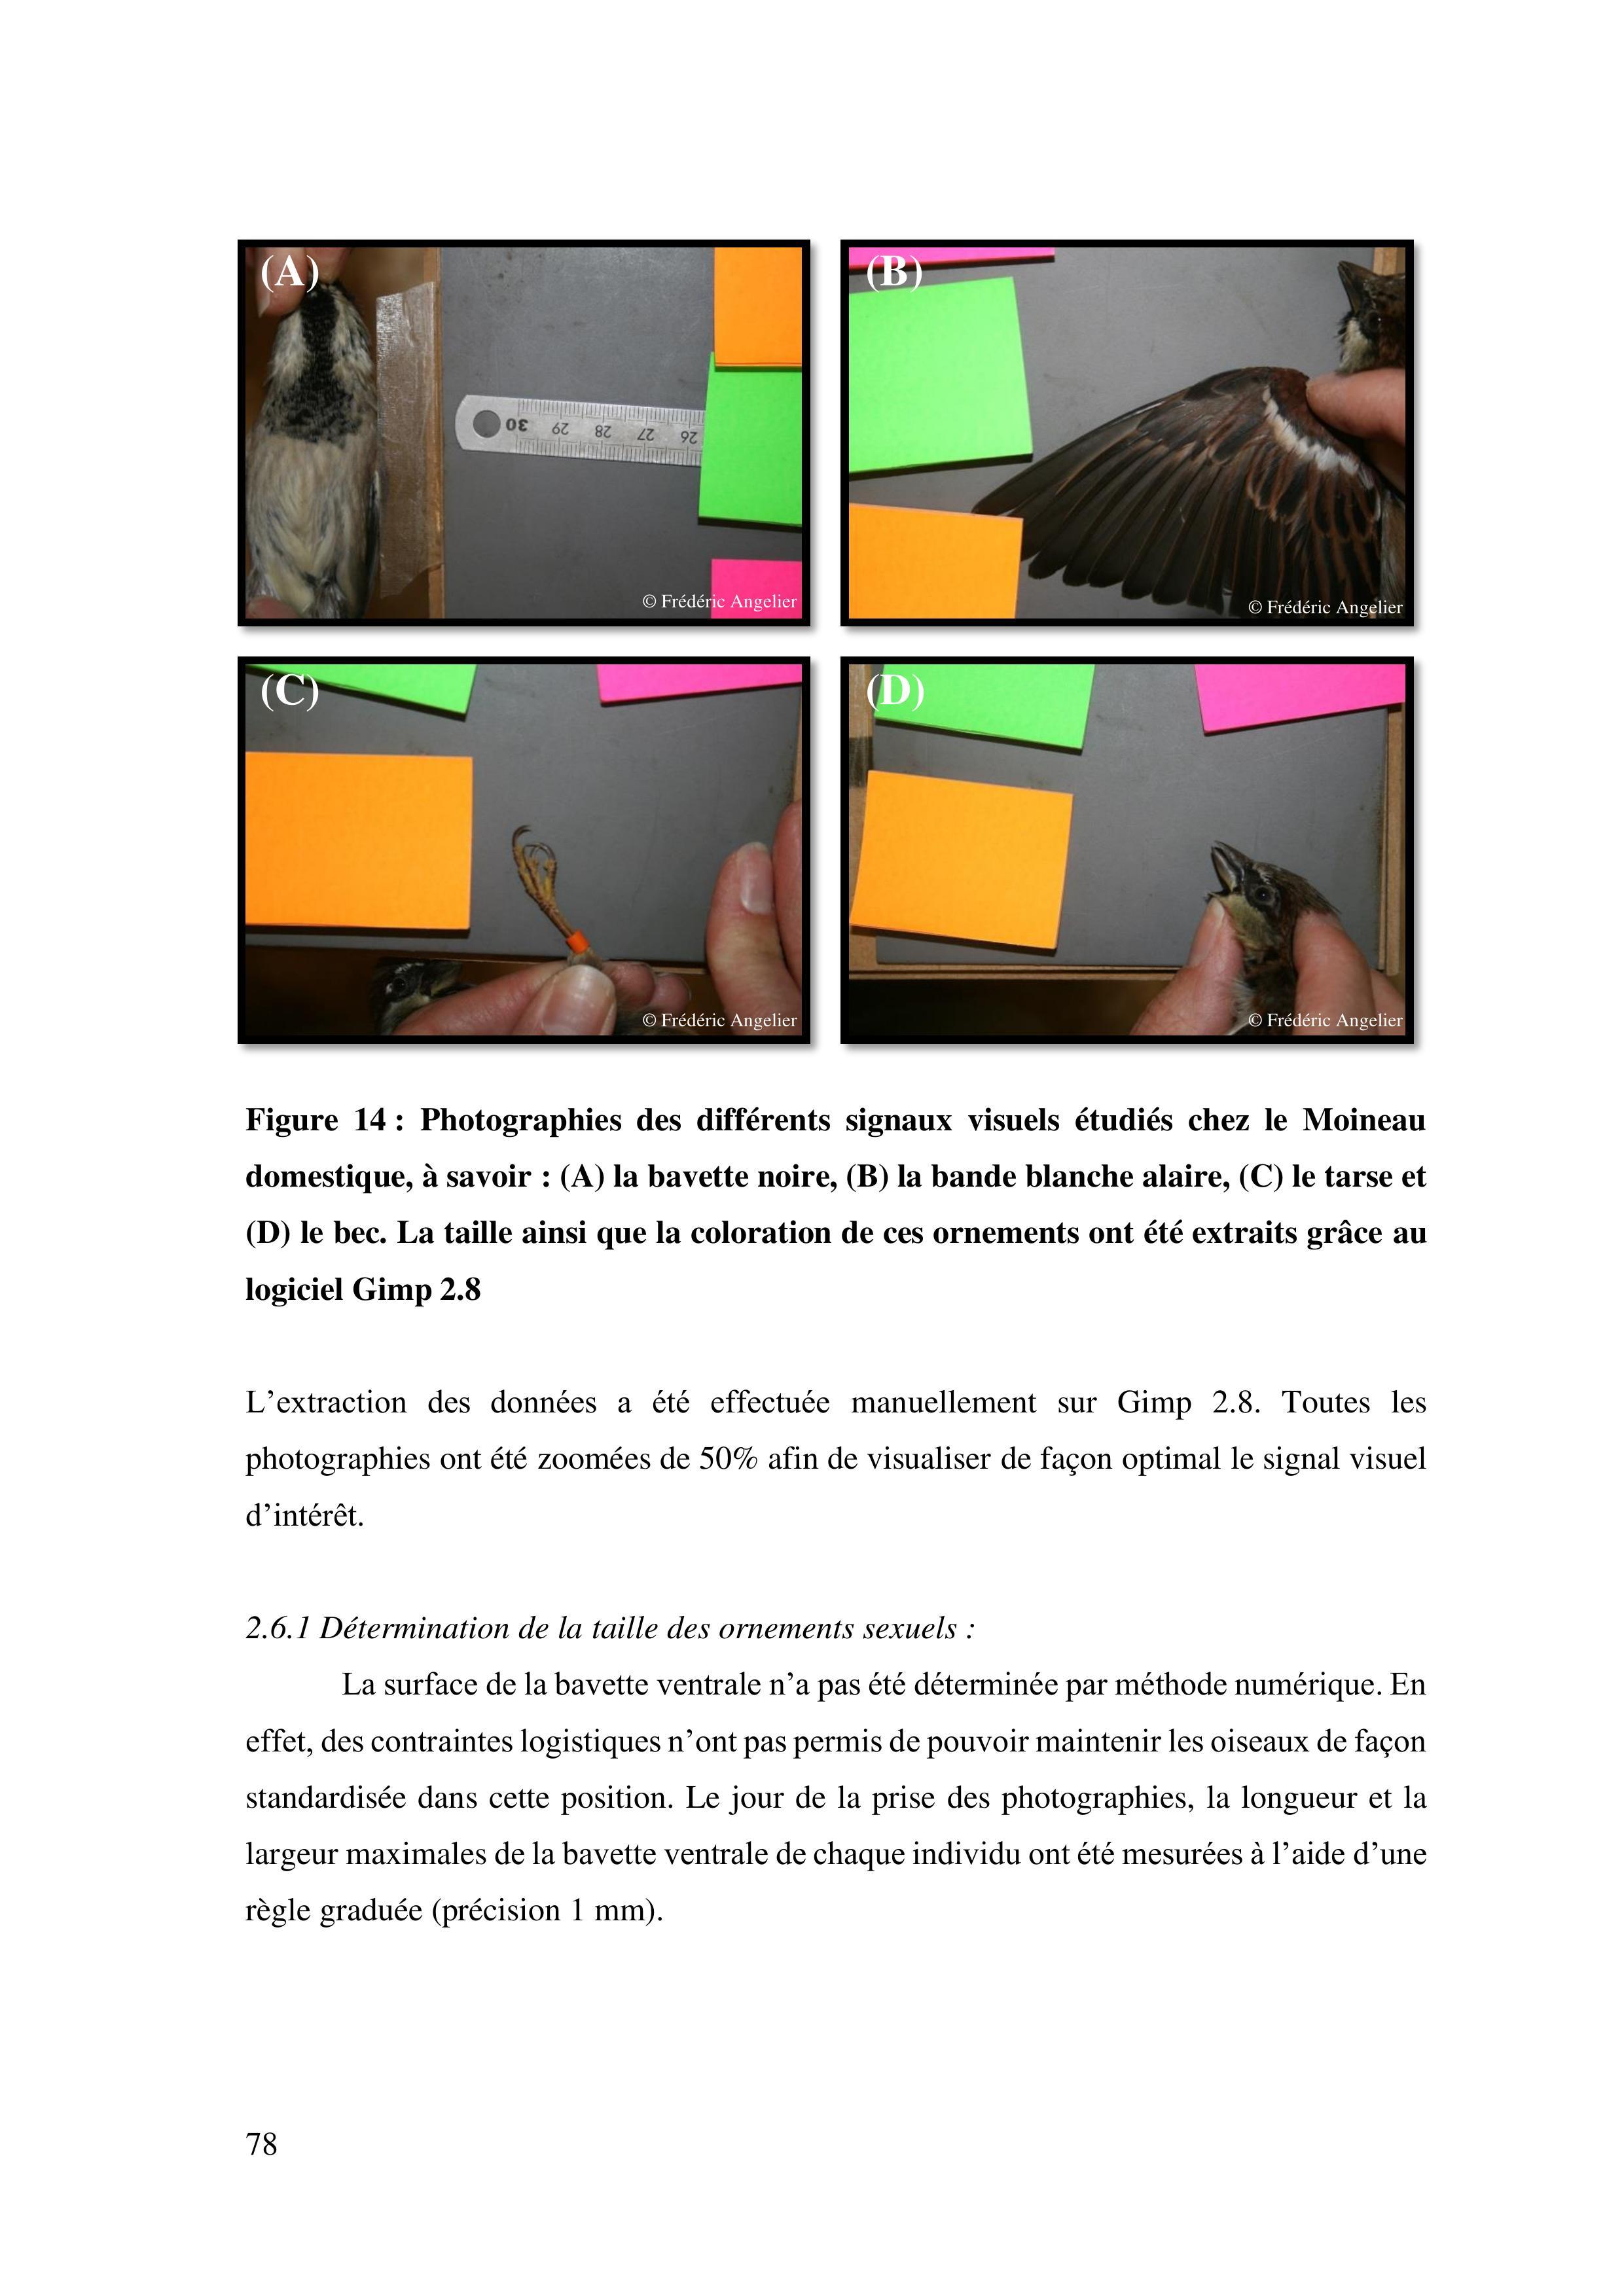 (A)
30 29 28 27 26
© Frédéric Angelier
(B)
© Frédéric Angelier
(C)
© Frédéric Angelier
(D)
© Frédéric Angelier
Figure 14 : Photographies des différents signaux visuels étudiés chez le Moineau
domestique, à savoir : (A) la bavette noire, (B) la bande blanche alaire, (C) le tarse et
(D) le bec. La taille ainsi que la coloration de ces ornements ont été extraits grâce au
logiciel Gimp 2.8
L’extraction des données a été effectuée manuellement sur Gimp 2.8. Toutes les
photographies ont été zoomées de 50% afin de visualiser de façon optimal le signal visuel
d’intérêt.
2.6.1 Détermination de la taille des ornements sexuels :
La surface de la bavette ventrale n’a pas été déterminée par méthode numérique. En
effet, des contraintes logistiques n’ont pas permis de pouvoir maintenir les oiseaux de façon
standardisée dans cette position. Le jour de la prise des photographies, la longueur et la
largeur maximales de la bavette ventrale de chaque individu ont été mesurées à l’aide d’une
règle graduée (précision 1 mm).
78